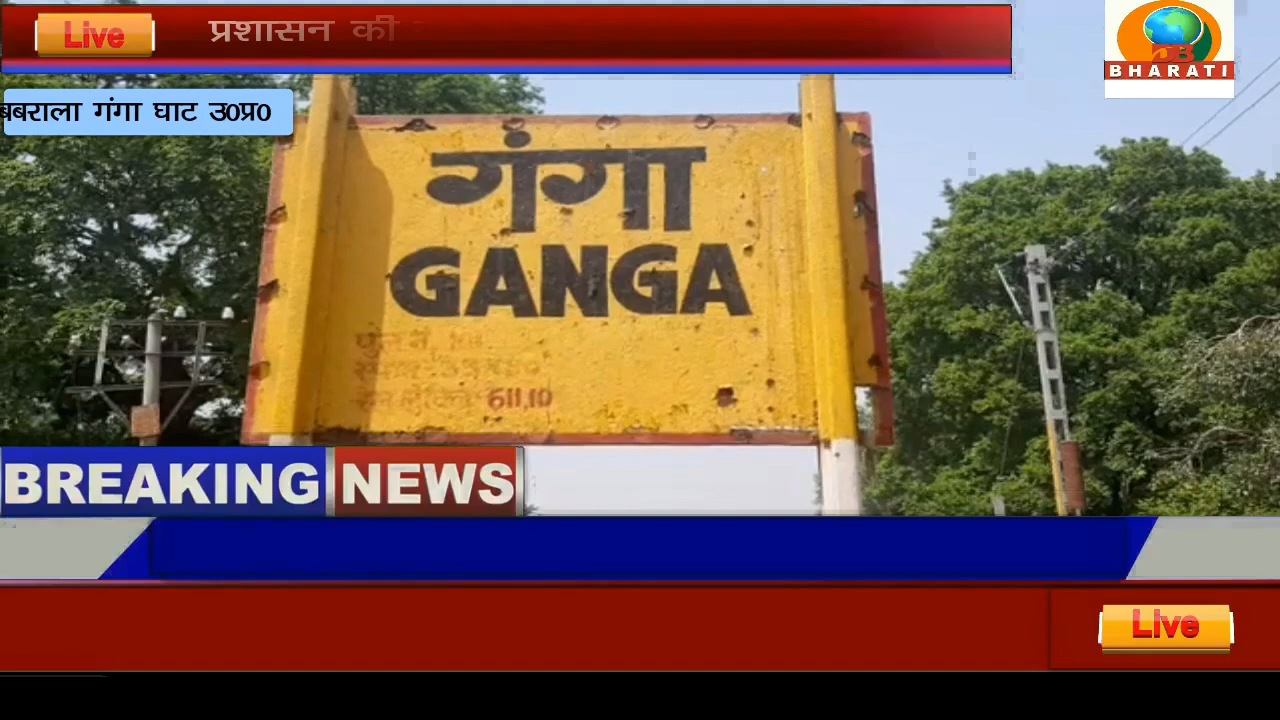 Live
प्रशासन की
BHARATI
बबराला गंगा घाट उ0प्र0
गंगा
GANGA
611,10
BREAKING NEWS
Live